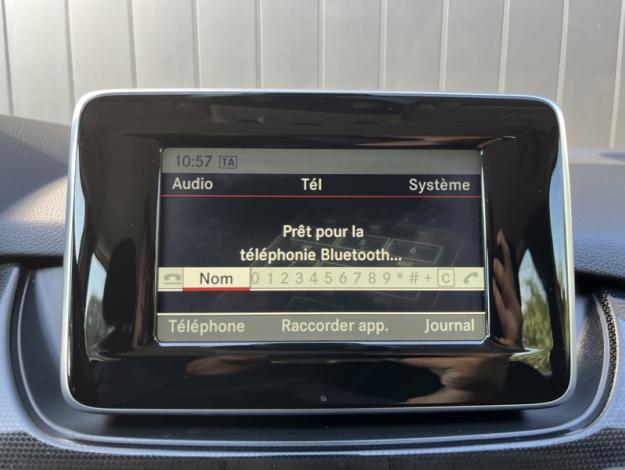 10:57 TA
Audio Tél Système
Prêt pour la
téléphonie Bluetooth...
Nom 0 1 2 3 4 5 6 7 8 9 * # + C
Téléphone Raccorder app. Journal